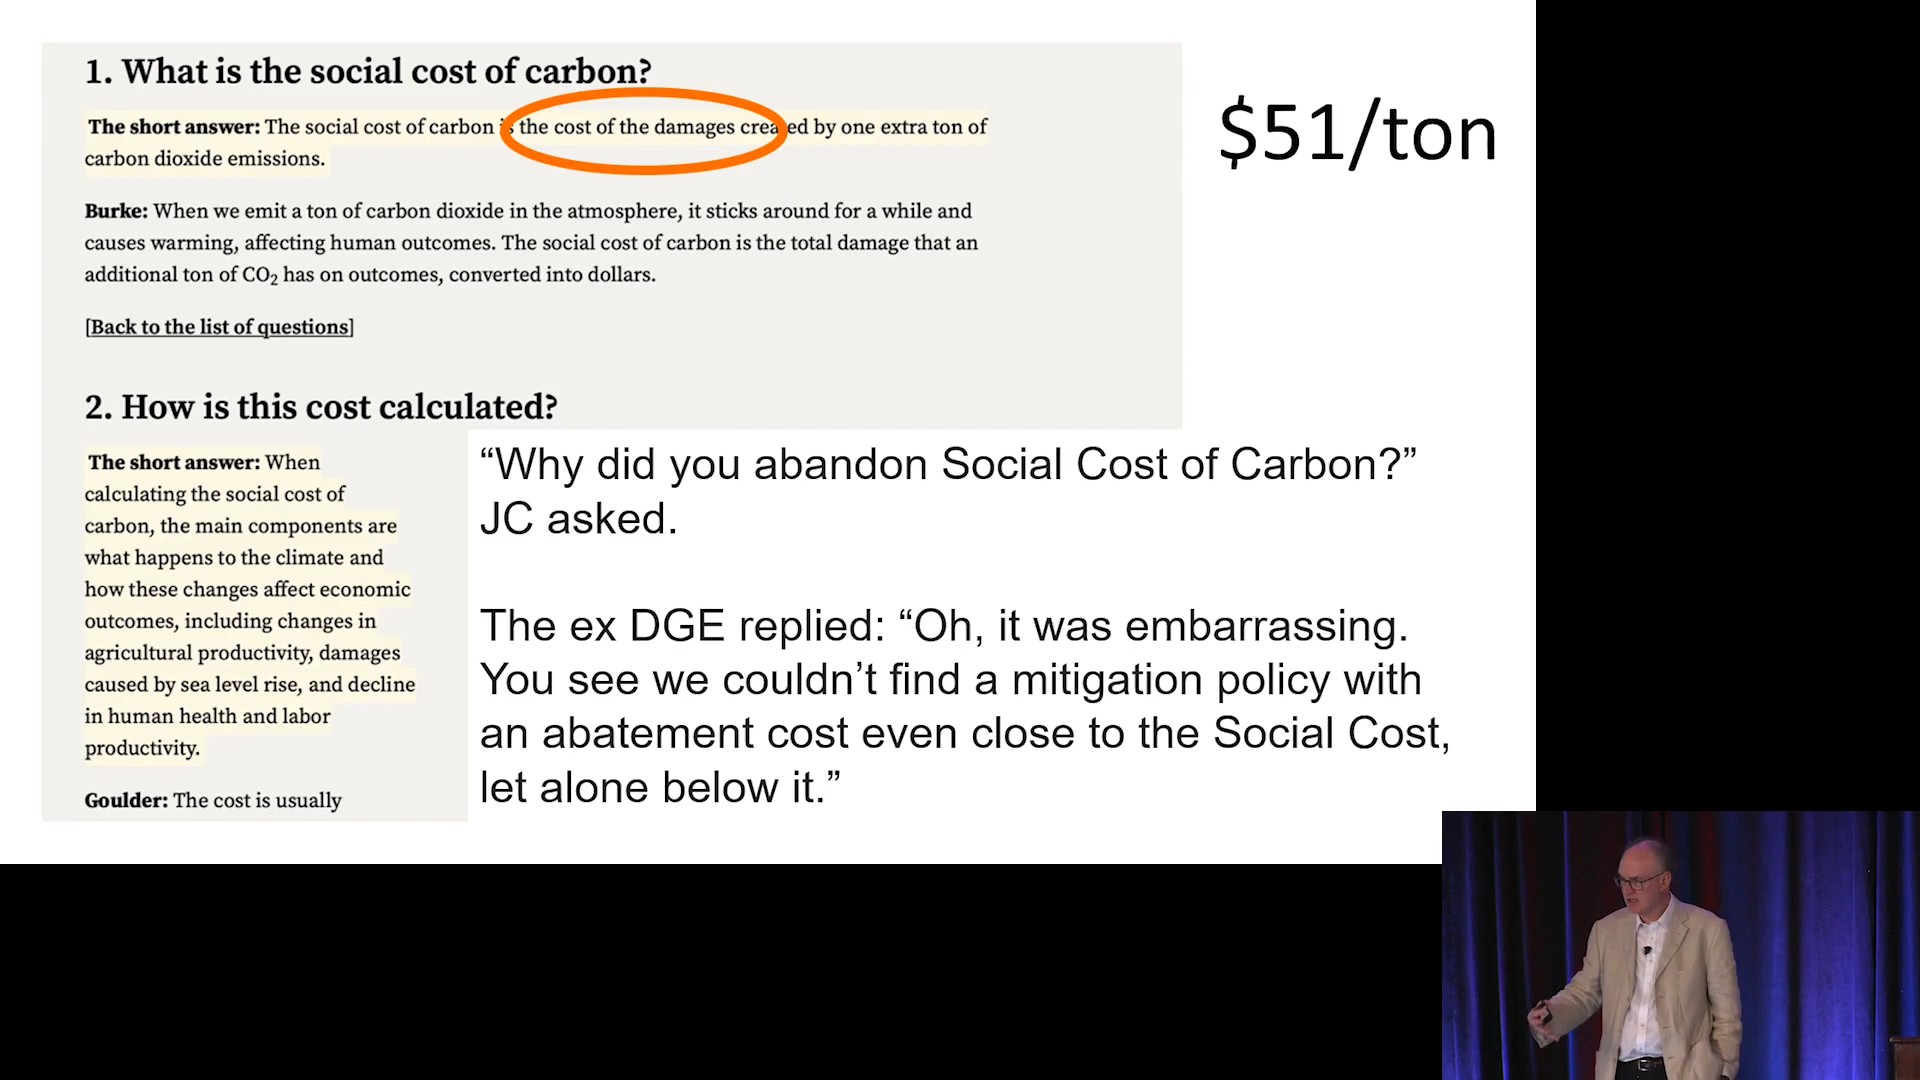 1. What is the social cost of carbon?
The short answer: The social cost of carbon is the cost of the damages created by one extra ton of
carbon dioxide emissions.
Burke: When we emit a ton of carbon dioxide in the atmosphere, it sticks around for a while and
causes warming, affecting human outcomes. The social cost of carbon is the total damage that an
additional ton of CO₂ has on outcomes, converted into dollars.
[Back to the list of questions]
$51/ton
2. How is this cost calculated?
The short answer: When
calculating the social cost of
carbon, the main components are
what happens to the climate and
how these changes affect economic
outcomes, including changes in
agricultural productivity, damages
caused by sea level rise, and decline
in human health and labor
productivity.
Goulder: The cost is usually
“Why did you abandon Social Cost of Carbon?”
JC asked.
The ex DGE replied: “Oh, it was embarrassing.
You see we couldn’t find a mitigation policy with
an abatement cost even close to the Social Cost,
let alone below it.”